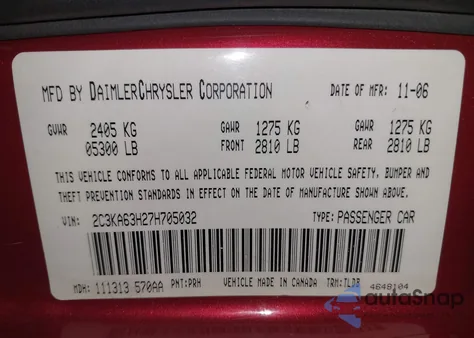 MFD BY DAIMLERCHRYSLER CORPORATION DATE OF MFR: 11-06
GVWR 2405 KG GAWR 1275 KG GAWR 1275 KG
05300 LB FRONT 2810 LB REAR 2810 LB
THIS VEHICLE CONFORMS TO ALL APPLICABLE FEDERAL MOTOR VEHICLE SAFETY, BUMPER AND
THEFT PREVENTION STANDARDS IN EFFECT ON THE DATE OF MANUFACTURE SHOWN ABOVE.
VIN: 2C3KA63H27H705032 TYPE: PASSENGER CAR
MDH: 111313 570AA PNT: PRH VEHICLE MADE IN CANADA TRM: TLDB 4648104
autoSnap